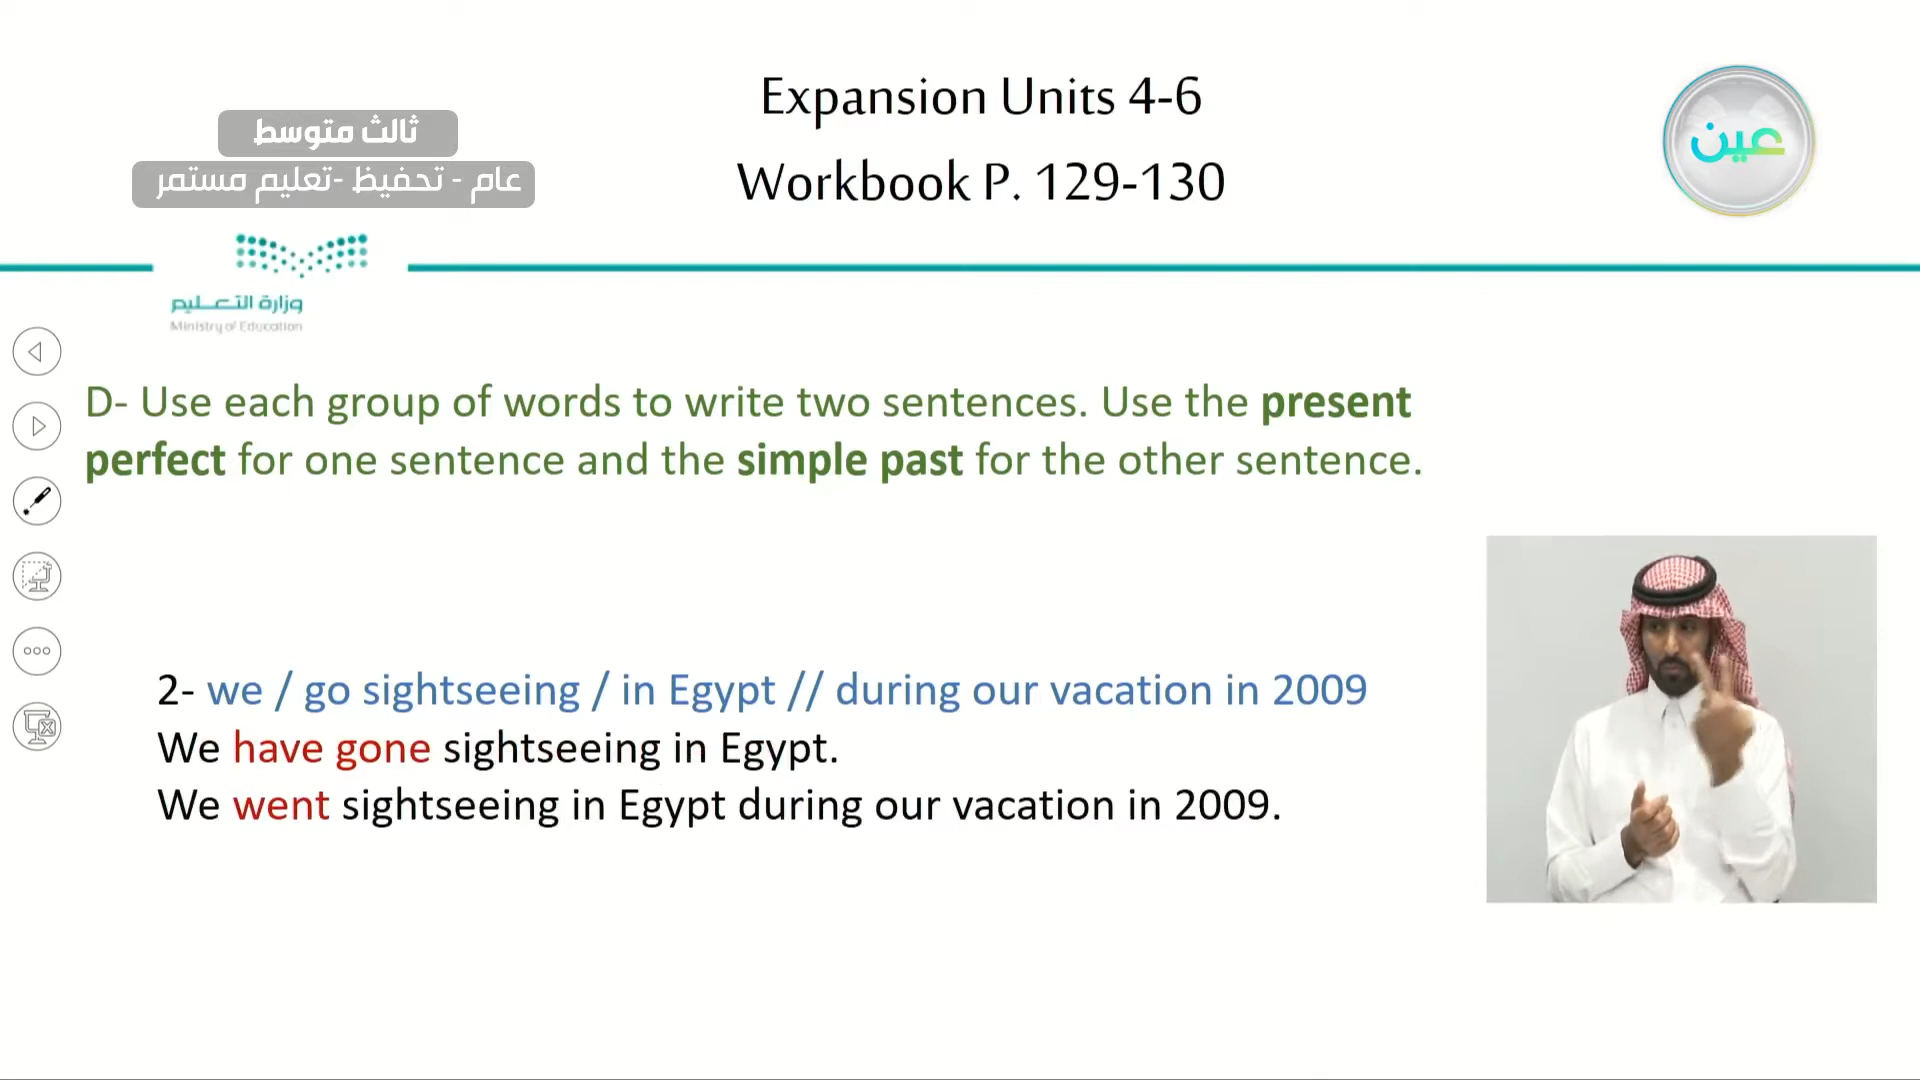 Expansion Units 4-6
Workbook P. 129-130
ثالث متوسط
عام - تحفيظ -تعليم مستمر
عين
وزارة التعليم
Ministry of Education
D- Use each group of words to write two sentences. Use the present
perfect for one sentence and the simple past for the other sentence.
2- we / go sightseeing / in Egypt // during our vacation in 2009
We have gone sightseeing in Egypt.
We went sightseeing in Egypt during our vacation in 2009.